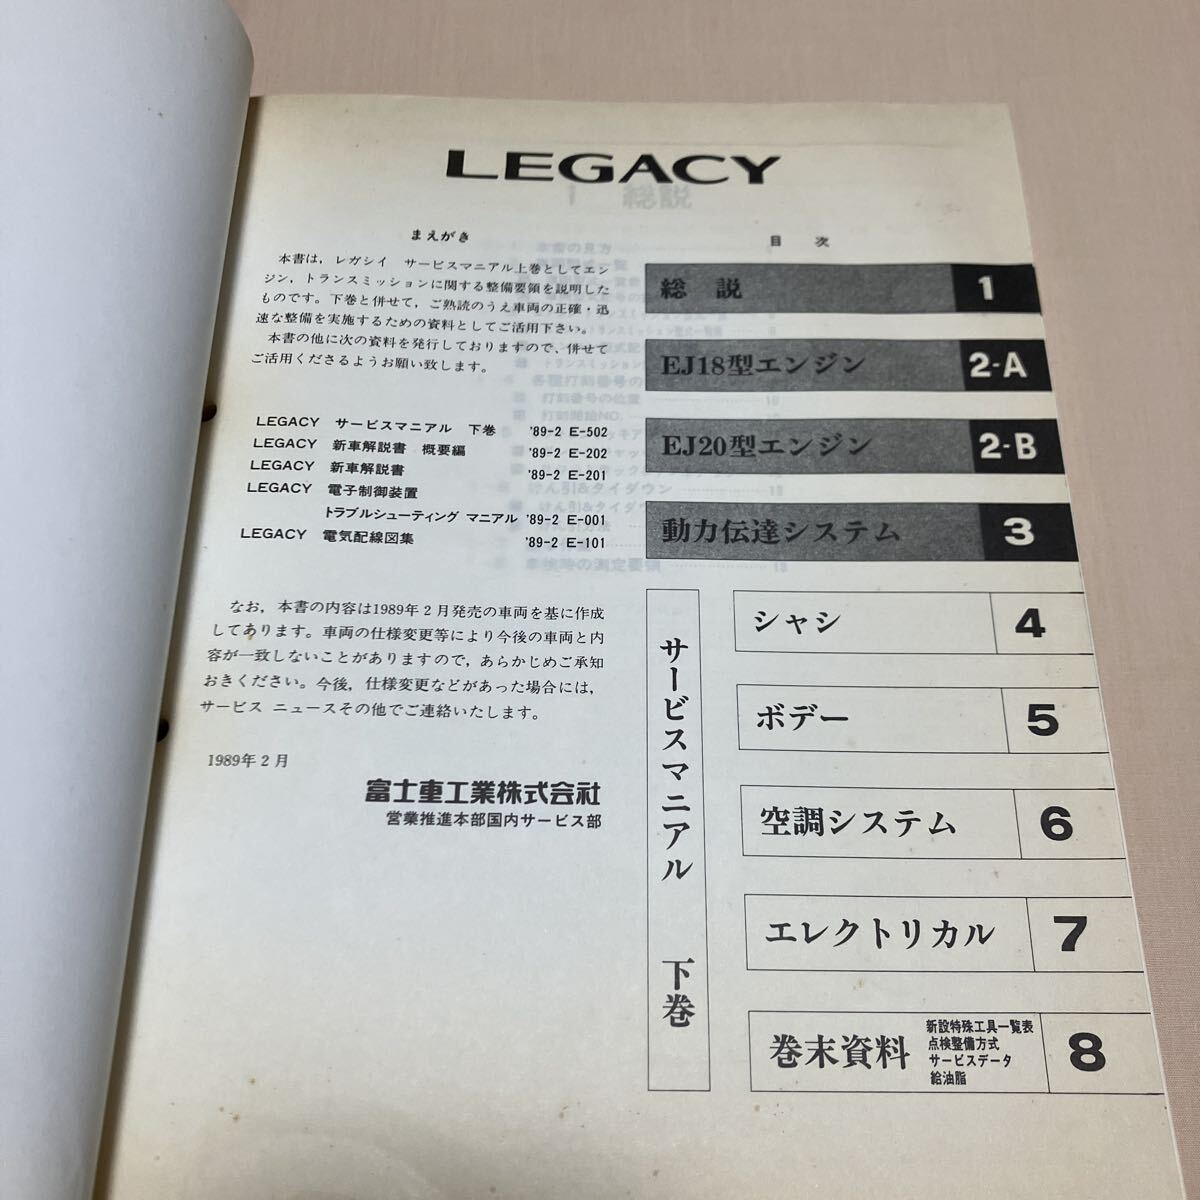 LEGACY
まえがき
本書は，レガシイ サービスマニアル上巻としてエン
ジン，トランスミッションに関する整備要領を説明した
ものです。下巻と併せて，ご熟読のうえ車両の正確・迅
速な整備を実施するための資料としてご活用下さい。
本書の他に次の資料を発行しておりますので，併せて
ご活用くださるようお願い致します。
LEGACY サービスマニアル 下巻 '89-2 E-502
LEGACY 新車解説書 概要編 '89-2 E-202
LEGACY 新車解説書 '89-2 E-201
LEGACY 電子制御装置
トラブルシューティング マニアル '89-2 E-001
LEGACY 電気配線図集 '89-2 E-101
なお，本書の内容は1989年2月発売の車両を基に作成
してあります。車両の仕様変更等により今後の車両と内
容が一致しないことがありますので，あらかじめご承知
おきください。今後，仕様変更などがあった場合には，
サービス ニュースその他でご連絡いたします。
1989年2月
富士重工業株式会社
営業推進本部国内サービス部
目次
総説 1
EJ18型エンジン 2-A
EJ20型エンジン 2-B
動力伝達システム 3
サービスマニアル 下巻
シャシ 4
ボデー 5
空調システム 6
エレクトリカル 7
巻末資料 8
新設特殊工具一覧表
点検整備方式
サービスデータ
給油脂